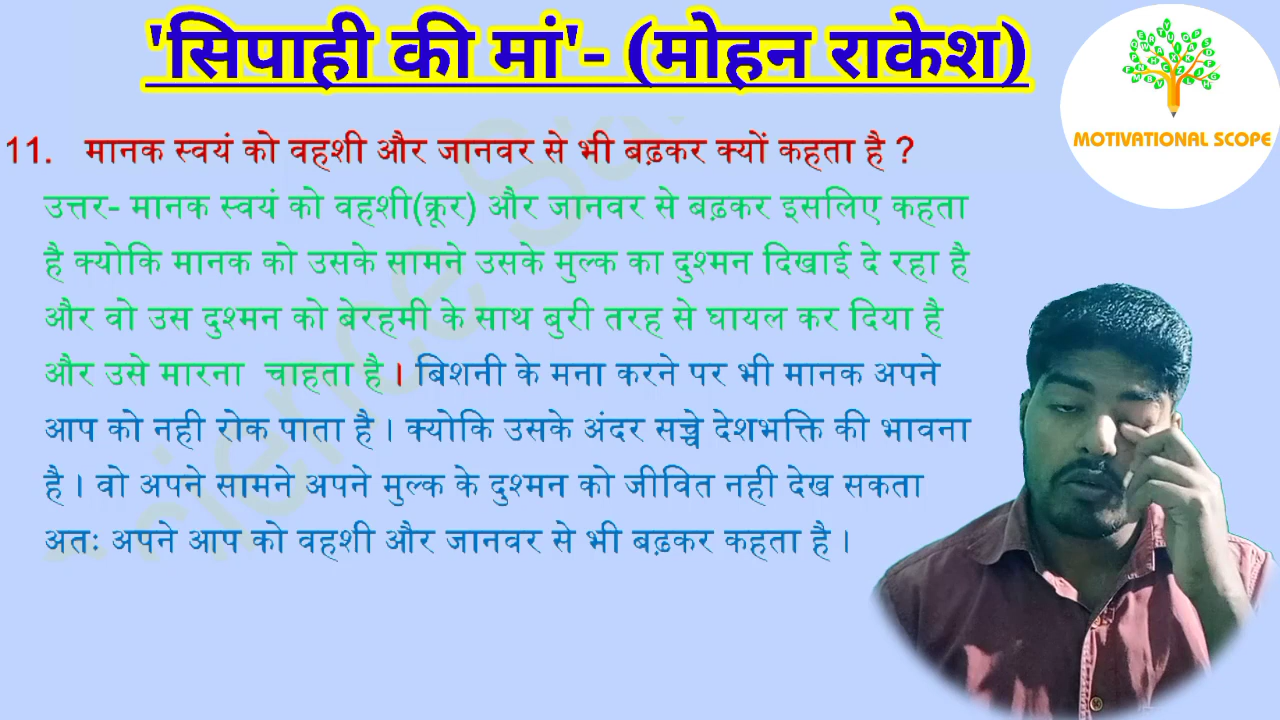 'सिपाही की मां'- (मोहन राकेश)
MOTIVATIONAL SCOPE
11. मानक स्वयं को वहशी और जानवर से भी बढ़कर क्यों कहता है ?
उत्तर- मानक स्वयं को वहशी(क्रूर) और जानवर से बढ़कर इसलिए कहता
है क्योकि मानक को उसके सामने उसके मुल्क का दुश्मन दिखाई दे रहा है
और वो उस दुश्मन को बेरहमी के साथ बुरी तरह से घायल कर दिया है
और उसे मारना चाहता है । बिशनी के मना करने पर भी मानक अपने
आप को नही रोक पाता है । क्योकि उसके अंदर सच्चे देशभक्ति की भावना
है । वो अपने सामने अपने मुल्क के दुश्मन को जीवित नही देख सकता
अतः अपने आप को वहशी और जानवर से भी बढ़कर कहता है ।